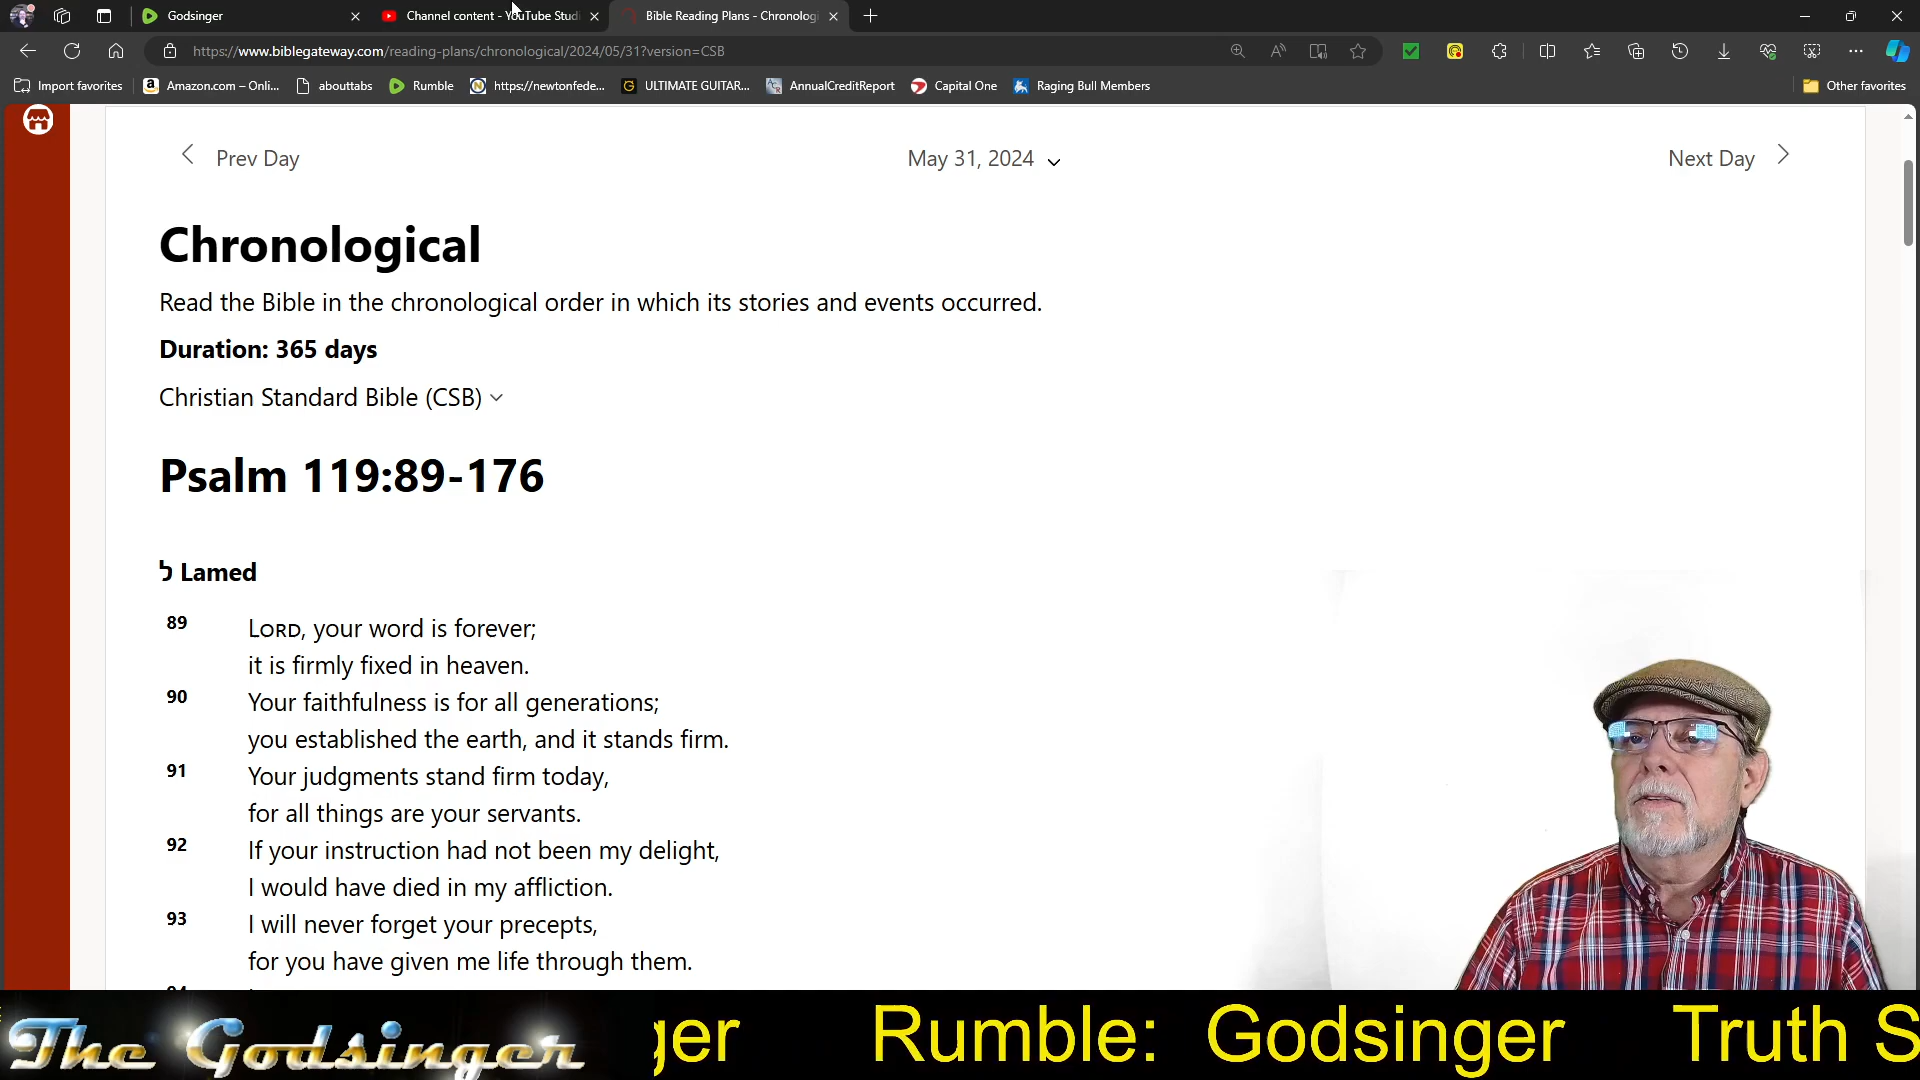 Godsinger
Channel content - YouTube Studi
Bible Reading Plans - Chronologi
https://www.biblegateway.com/reading-plans/chronological/2024/05/31?version=CSB
Import favorites
Amazon.com – Onli...
abouttabs
Rumble
https://newtonfede...
ULTIMATE GUITAR...
AnnualCreditReport
Capital One
Raging Bull Members
Other favorites
Prev Day
May 31, 2024
Next Day
Chronological
Read the Bible in the chronological order in which its stories and events occurred.
Duration: 365 days
Christian Standard Bible (CSB)
Psalm 119:89-176
ל Lamed
89 LORD, your word is forever;
it is firmly fixed in heaven.
90 Your faithfulness is for all generations;
you established the earth, and it stands firm.
91 Your judgments stand firm today,
for all things are your servants.
92 If your instruction had not been my delight,
I would have died in my affliction.
93 I will never forget your precepts,
for you have given me life through them.
The Godsinger
ger Rumble: Godsinger Truth S